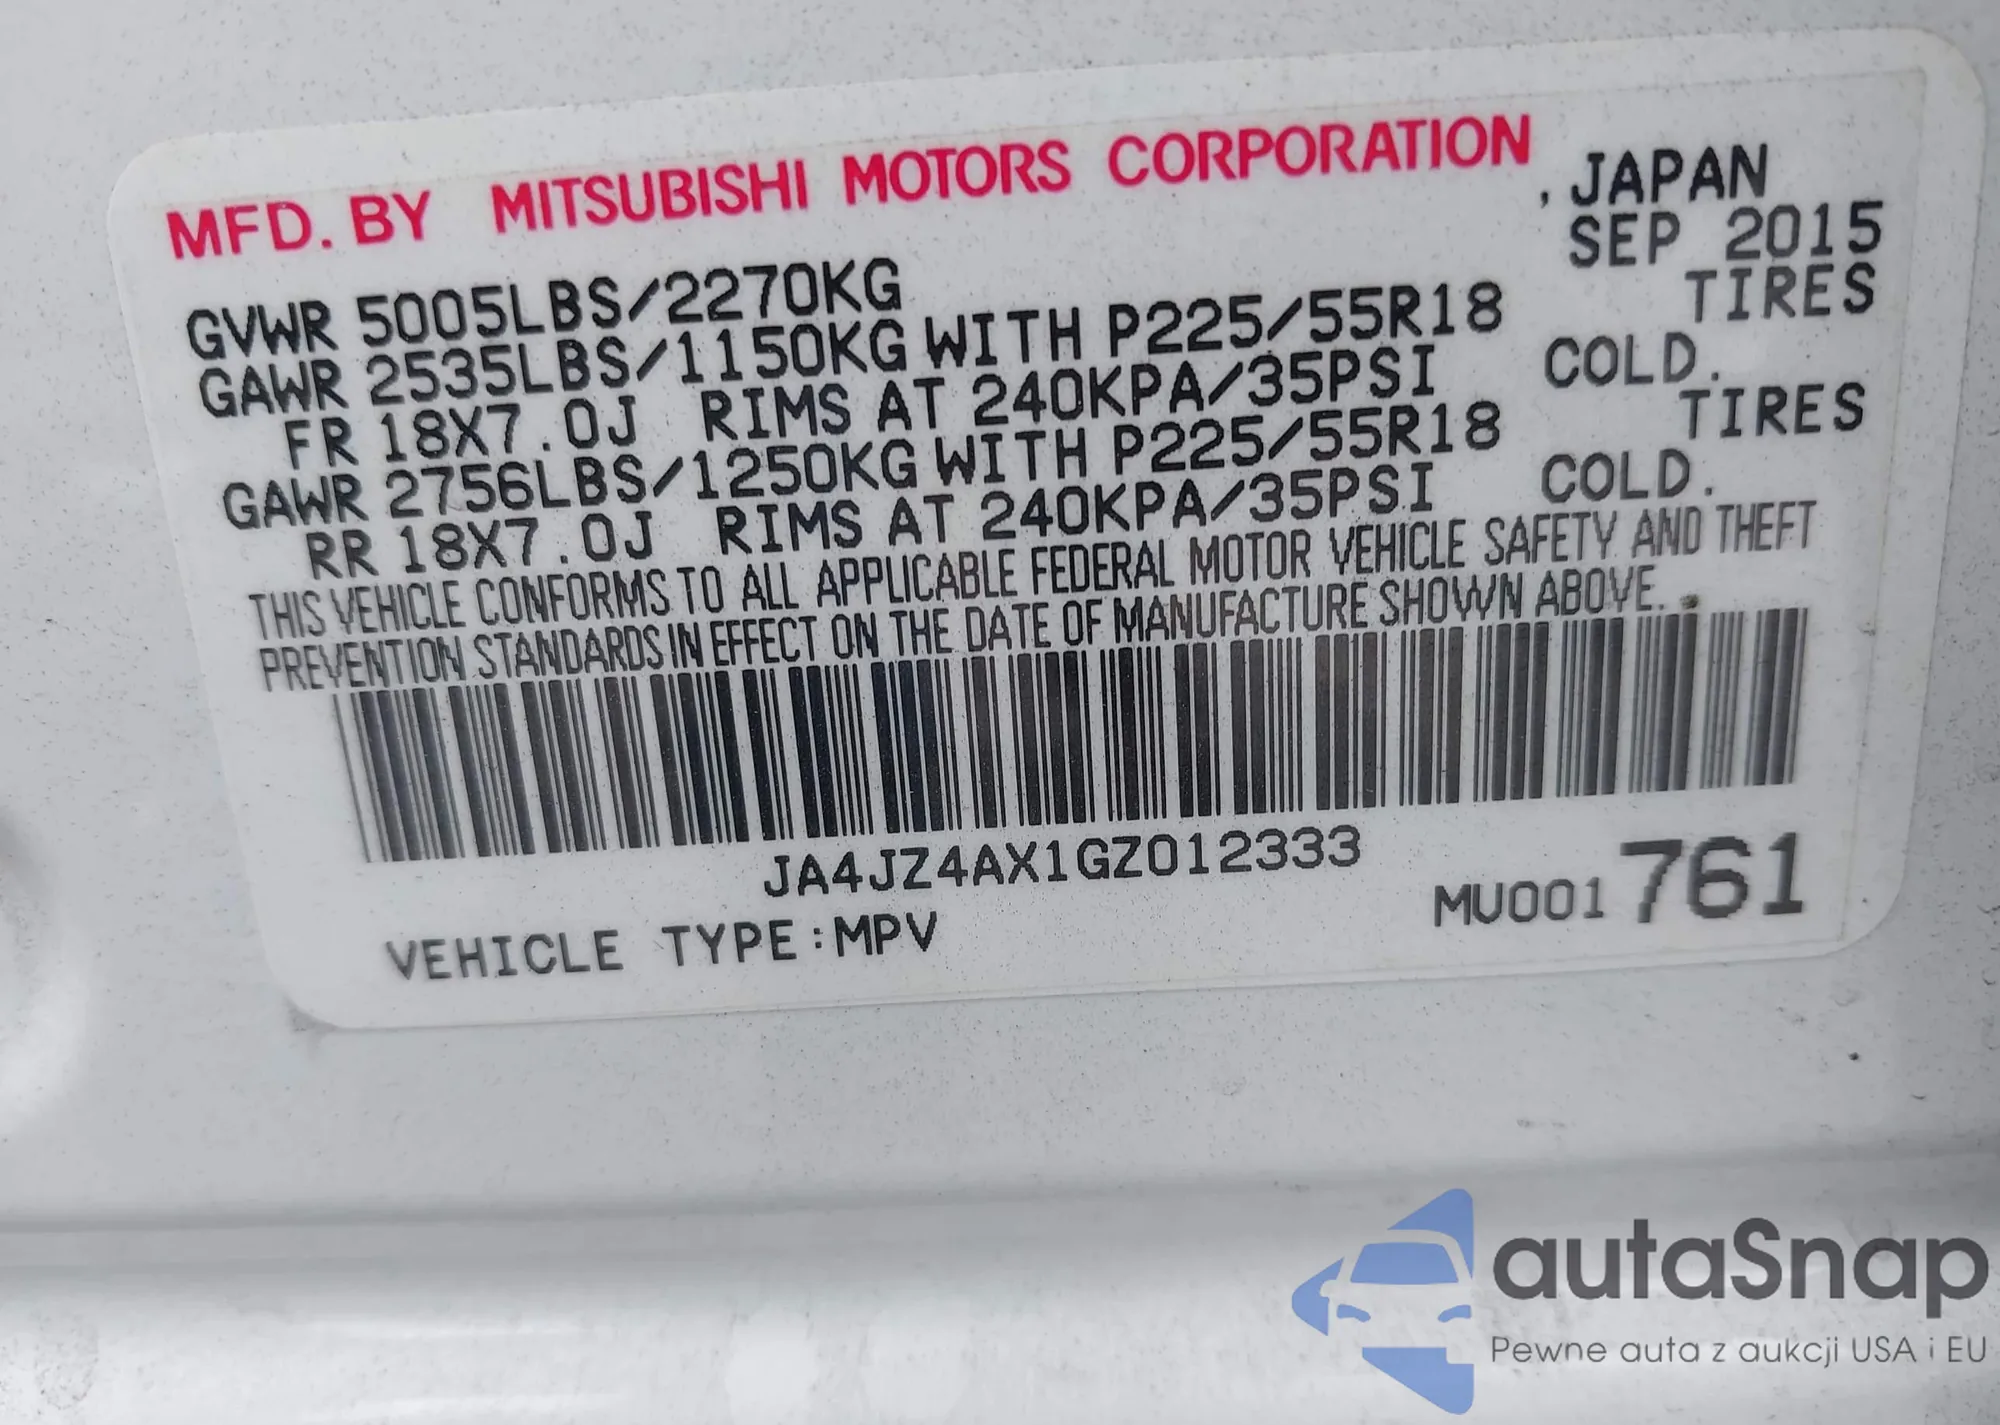 MFD. BY MITSUBISHI MOTORS CORPORATION , JAPAN
SEP 2015
GVWR 5005LBS/2270KG
GAWR 2535LBS/1150KG WITH P225/55R18 TIRES
FR 18X7.0J RIMS AT 240KPA/35PSI COLD.
GAWR 2756LBS/1250KG WITH P225/55R18 TIRES
RR 18X7.0J RIMS AT 240KPA/35PSI COLD.
THIS VEHICLE CONFORMS TO ALL APPLICABLE FEDERAL MOTOR VEHICLE SAFETY AND THEFT
PREVENTION STANDARDS IN EFFECT ON THE DATE OF MANUFACTURE SHOWN ABOVE.
JA4JZ4AX1GZ012333
VEHICLE TYPE:MPV
MU001761
autaSnap
Pewne auta z aukcji USA i EU